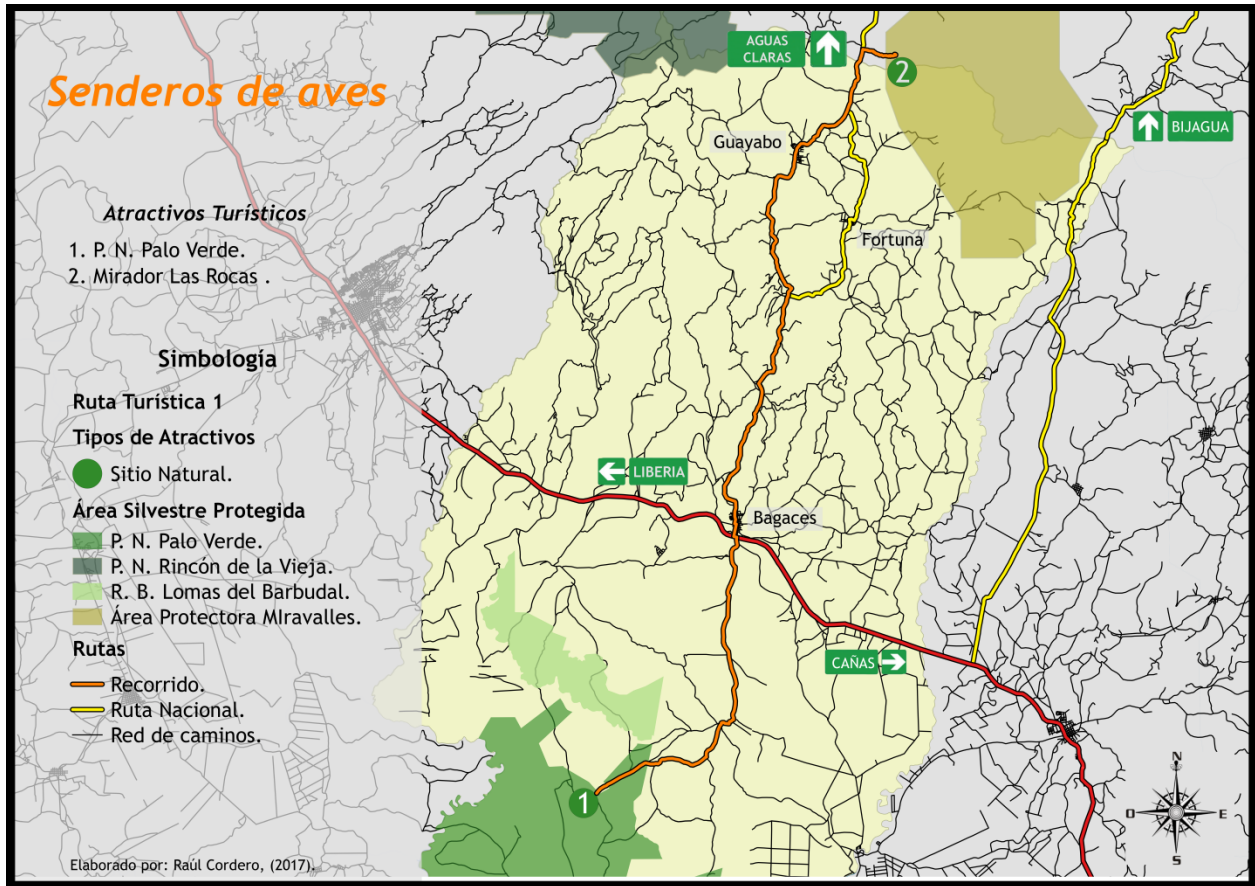 Senderos de aves
Atractivos Turísticos
1. P. N. Palo Verde.
2. Mirador Las Rocas .
Simbología
Ruta Turística 1
Tipos de Atractivos
Sitio Natural.
Área Silvestre Protegida
P. N. Palo Verde.
P. N. Rincón de la Vieja.
R. B. Lomas del Barbudal.
Área Protectora MIravalles.
Rutas
Recorrido.
Ruta Nacional.
Red de caminos.
Elaborado por: Raúl Cordero, (2017).
AGUAS
CLARAS
2
BIJAGUA
Guayabo
Fortuna
LIBERIA
Bagaces
CAÑAS
1
N
O
E
S